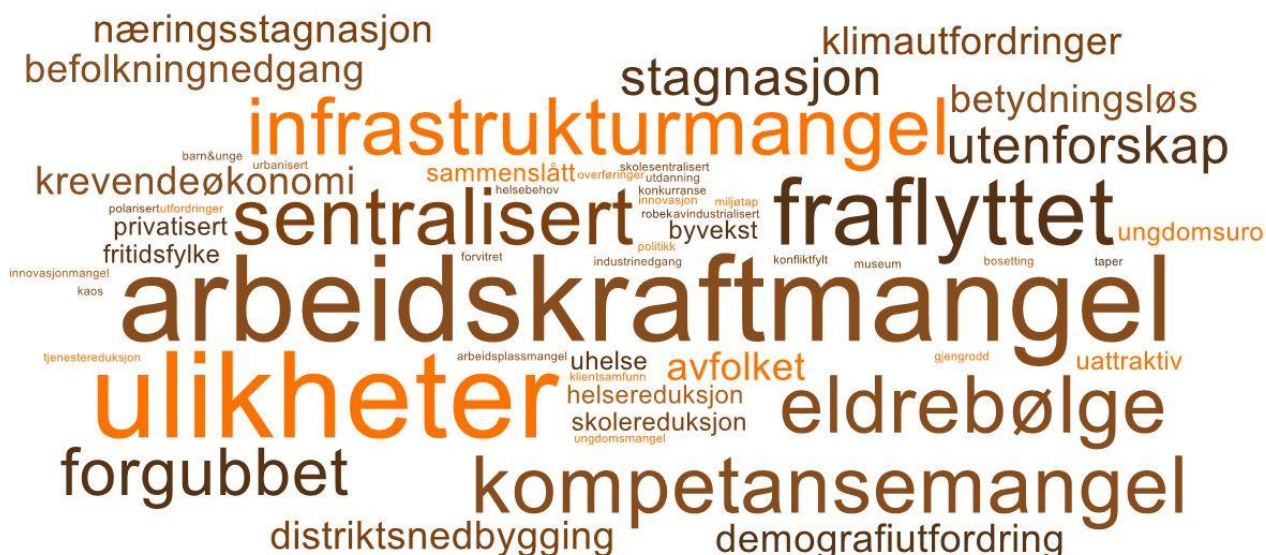 næringsstagnasjon
klimautfordringer
befolkningnedgang
stagnasjon
betydningsløs
infrastrukturmangel
utenforskap
barn&unge
urbanisert
krevendeøkonomi
sammenslått
overføringer
skolesentralisert
utdanning
helsebehov
konkurranse
innovasjon
miljøtap
polarisert
utfordringer
sentralisert
robek
avindustrialisert
fraflyttet
privatisert
byvekst
ungdomsuro
politikk
fritidsfylke
forvitret
industrinedgang
konfliktfylt
museum
bosetting
taper
innovasjonmangel
kaos
arbeidskraftmangel
tjenestereduksjon
arbeidsplassmangel
uhelse
avfolket
gjengrodd
uattraktiv
ulikheter
klientsamfunn
helsereduksjon
eldrebølge
skolereduksjon
ungdomsmangel
forgubbet
kompetansemangel
distriktsnedbygging
demografiutfordring